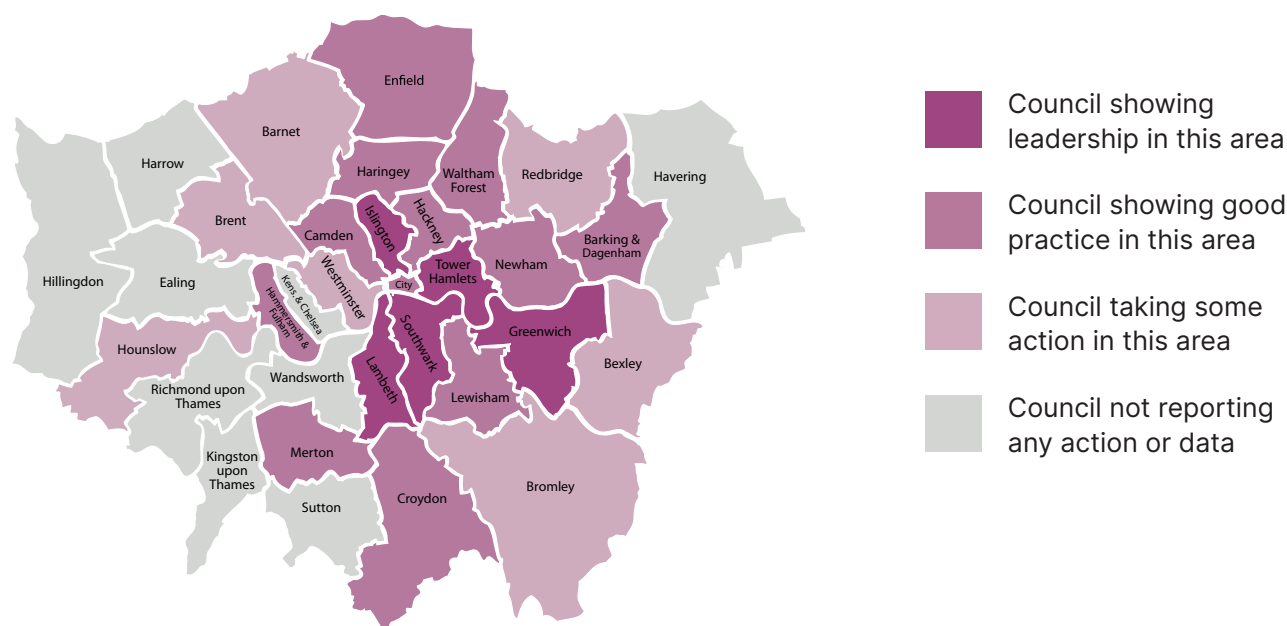 Enfield
Barnet
Harrow
Haringey
Waltham
Forest
Redbridge
Havering
Brent
Camden
Islington
Hackney
Barking &
Dagenham
Newham
Tower
Hamlets
Hillingdon
Ealing
Westminster
City
Kens. & Chelsea
Hammersmith &
Fulham
Hounslow
Southwark
Greenwich
Bexley
Richmond upon
Thames
Wandsworth
Lambeth
Lewisham
Kingston
upon
Thames
Merton
Sutton
Croydon
Bromley
Council showing
leadership in this area
Council showing good
practice in this area
Council taking some
action in this area
Council not reporting
any action or data